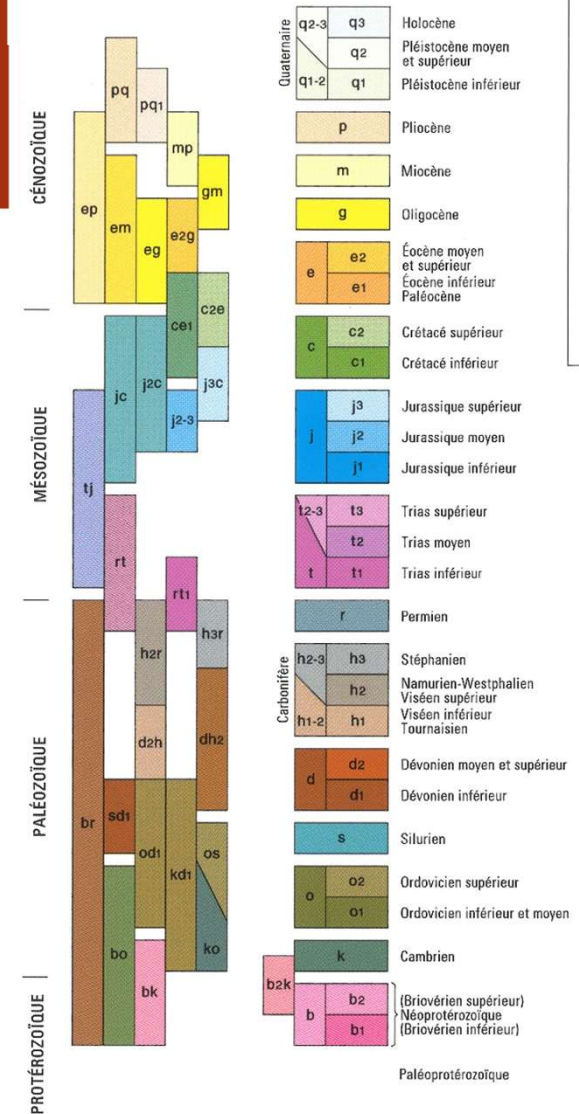 CÉNOZOÏQUE
MÉSOZOÏQUE
PALÉOZOÏQUE
PROTÉROZOÏQUE
pq
pq1
mp
gm
ep
em
eg
e2g
ce1
c2e
jc
j2c
j3c
j2-3
tj
rt
rt1
h2r
h3r
d2h
dh2
br
sd1
od1
kd1
os
ko
bo
bk
Quaternaire
q2-3
q3
Holocène
q2
Pléistocène moyen
et supérieur
q1-2
q1
Pléistocène inférieur
p
Pliocène
m
Miocène
g
Oligocène
e
e2
Éocène moyen
et supérieur
e1
Éocène inférieur
Paléocène
c
c2
Crétacé supérieur
c1
Crétacé inférieur
j
j3
Jurassique supérieur
j2
Jurassique moyen
j1
Jurassique inférieur
t2-3
t3
Trias supérieur
t2
Trias moyen
t
t1
Trias inférieur
r
Permien
Carbonifère
h2-3
h3
Stéphanien
h2
Namurien-Westphalien
Viséen supérieur
h1-2
h1
Viséen inférieur
Tournaisien
d
d2
Dévonien moyen et supérieur
d1
Dévonien inférieur
s
Silurien
o
o2
Ordovicien supérieur
o1
Ordovicien inférieur et moyen
k
Cambrien
b2k
b
b2
(Briovérien supérieur)
Néoprotérozoïque
b1
(Briovérien inférieur)
Paléoprotérozoïque